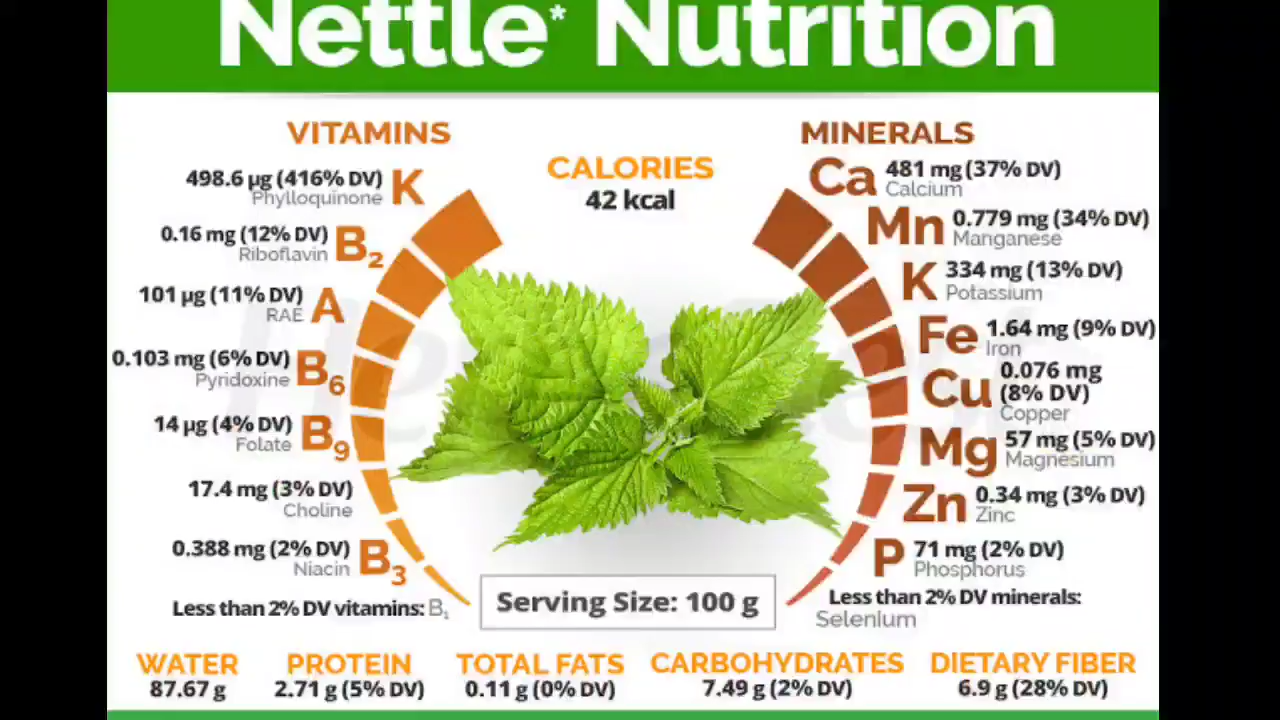 Nettle* Nutrition
VITAMINS
498.6 µg (416% DV) K
Phylloquinone
0.16 mg (12% DV) B2
Riboflavin
101 µg (11% DV) A
RAE
0.103 mg (6% DV) B6
Pyridoxine
14 µg (4% DV) B9
Folate
17.4 mg (3% DV)
Choline
0.388 mg (2% DV) B3
Niacin
Less than 2% DV vitamins: B1
CALORIES
42 kcal
MINERALS
Ca 481 mg (37% DV)
Calcium
Mn 0.779 mg (34% DV)
Manganese
K 334 mg (13% DV)
Potassium
Fe 1.64 mg (9% DV)
Iron
Cu 0.076 mg
(8% DV)
Copper
Mg 57 mg (5% DV)
Magnesium
Zn 0.34 mg (3% DV)
Zinc
P 71 mg (2% DV)
Phosphorus
Less than 2% DV minerals:
Selenium
Serving Size: 100 g
WATER
87.67 g
PROTEIN
2.71 g (5% DV)
TOTAL FATS
0.11 g (0% DV)
CARBOHYDRATES
7.49 g (2% DV)
DIETARY FIBER
6.9 g (28% DV)